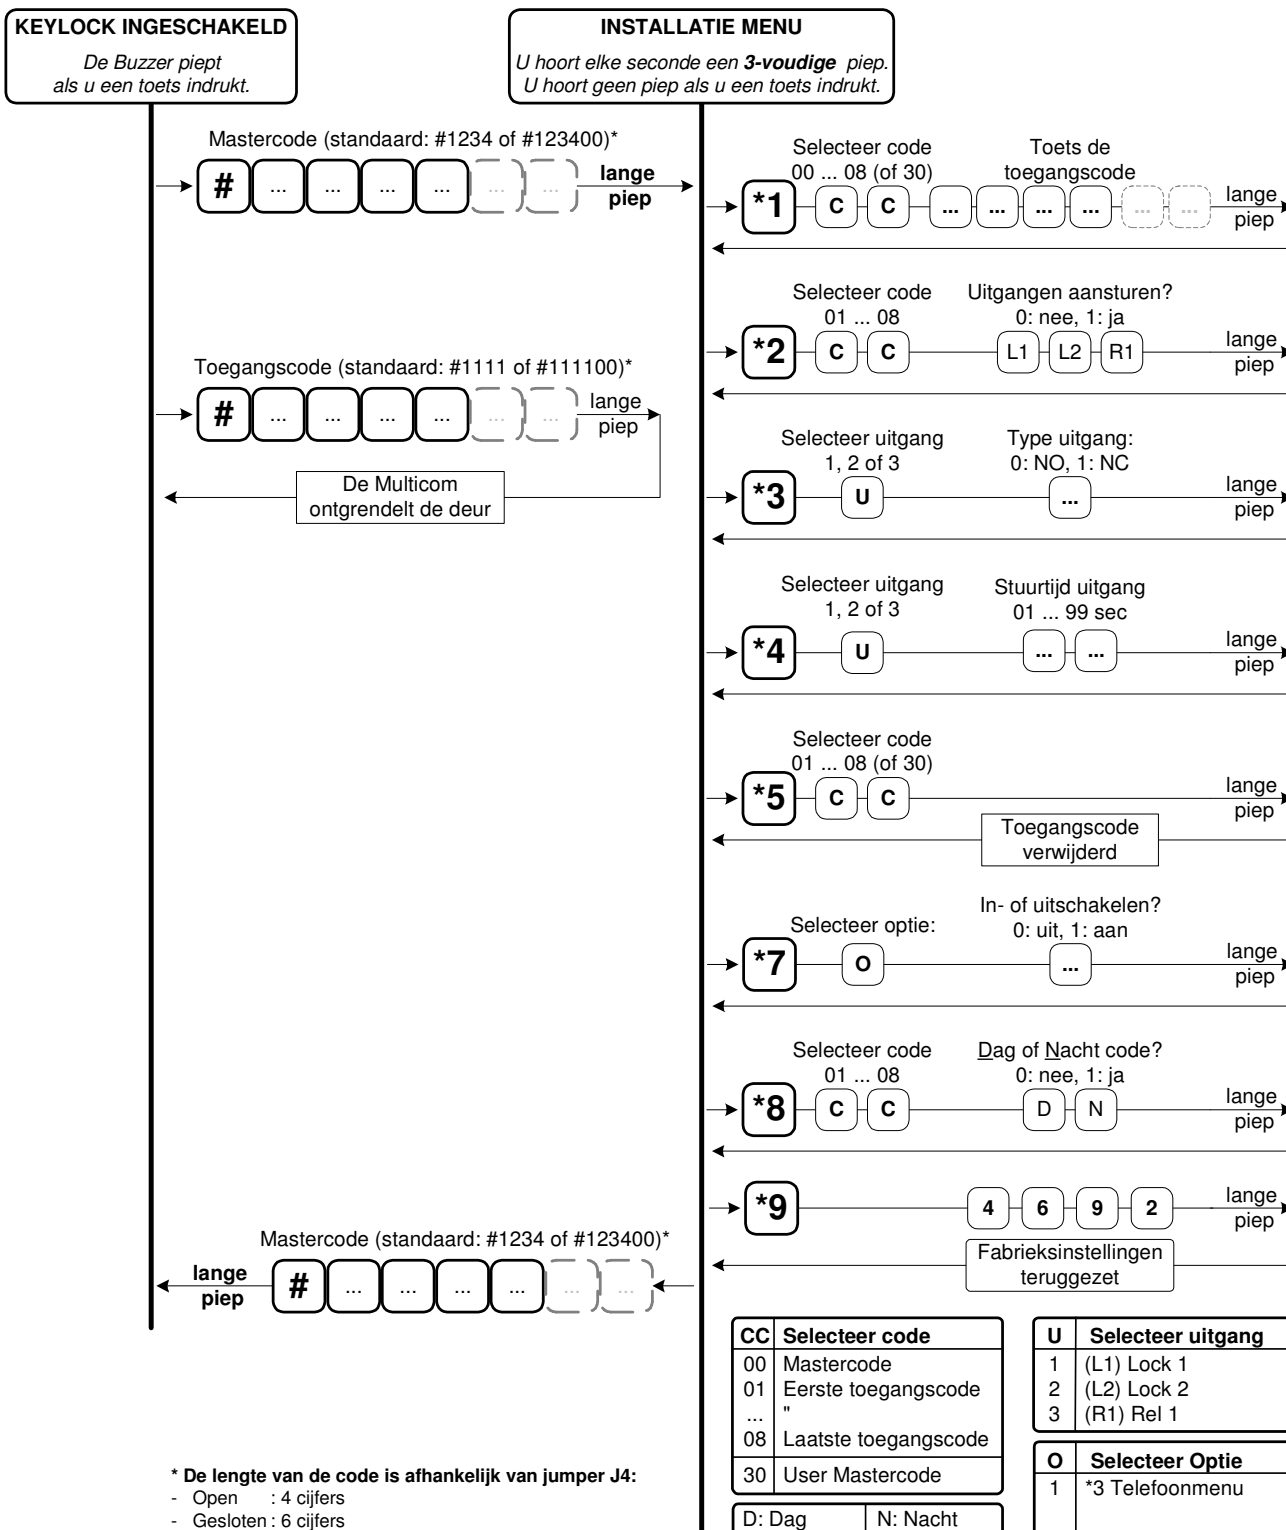 KEYLOCK INGESCHAKELD
De Buzzer piept
als u een toets indrukt.
INSTALLATIE MENU
U hoort elke seconde een 3-voudige piep.
U hoort geen piep als u een toets indrukt.
Mastercode (standaard: #1234 of #123400)*
# ... ... ... ... ... ...
lange
piep
Toegangscode (standaard: #1111 of #111100)*
# ... ... ... ... ... ...
lange
piep
De Multicom
ontgrendelt de deur
Selecteer code
00 ... 08 (of 30)
Toets de
toegangscode
*1 C C ... ... ... ... ... ...
lange
piep
Selecteer code
01 ... 08
Uitgangen aansturen?
0: nee, 1: ja
*2 C C L1 L2 R1
lange
piep
Selecteer uitgang
1, 2 of 3
Type uitgang:
0: NO, 1: NC
*3 U ...
lange
piep
Selecteer uitgang
1, 2 of 3
Stuurtijd uitgang
01 ... 99 sec
*4 U ... ...
lange
piep
Selecteer code
01 ... 08 (of 30)
*5 C C
lange
piep
Toegangscode
verwijderd
Selecteer optie:
In- of uitschakelen?
0: uit, 1: aan
*7 O ...
lange
piep
Selecteer code
01 ... 08
Dag of Nacht code?
0: nee, 1: ja
*8 C C D N
lange
piep
*9 4 6 9 2
lange
piep
Fabrieksinstellingen
teruggezet
Mastercode (standaard: #1234 of #123400)*
lange
piep
# ... ... ... ... ... ...
CC Selecteer code
00 Mastercode
01 Eerste toegangscode
... "
08 Laatste toegangscode
30 User Mastercode
U Selecteer uitgang
1 (L1) Lock 1
2 (L2) Lock 2
3 (R1) Rel 1
O Selecteer Optie
1 *3 Telefoonmenu
D: Dag N: Nacht
* De lengte van de code is afhankelijk van jumper J4:
- Open : 4 cijfers
- Gesloten : 6 cijfers